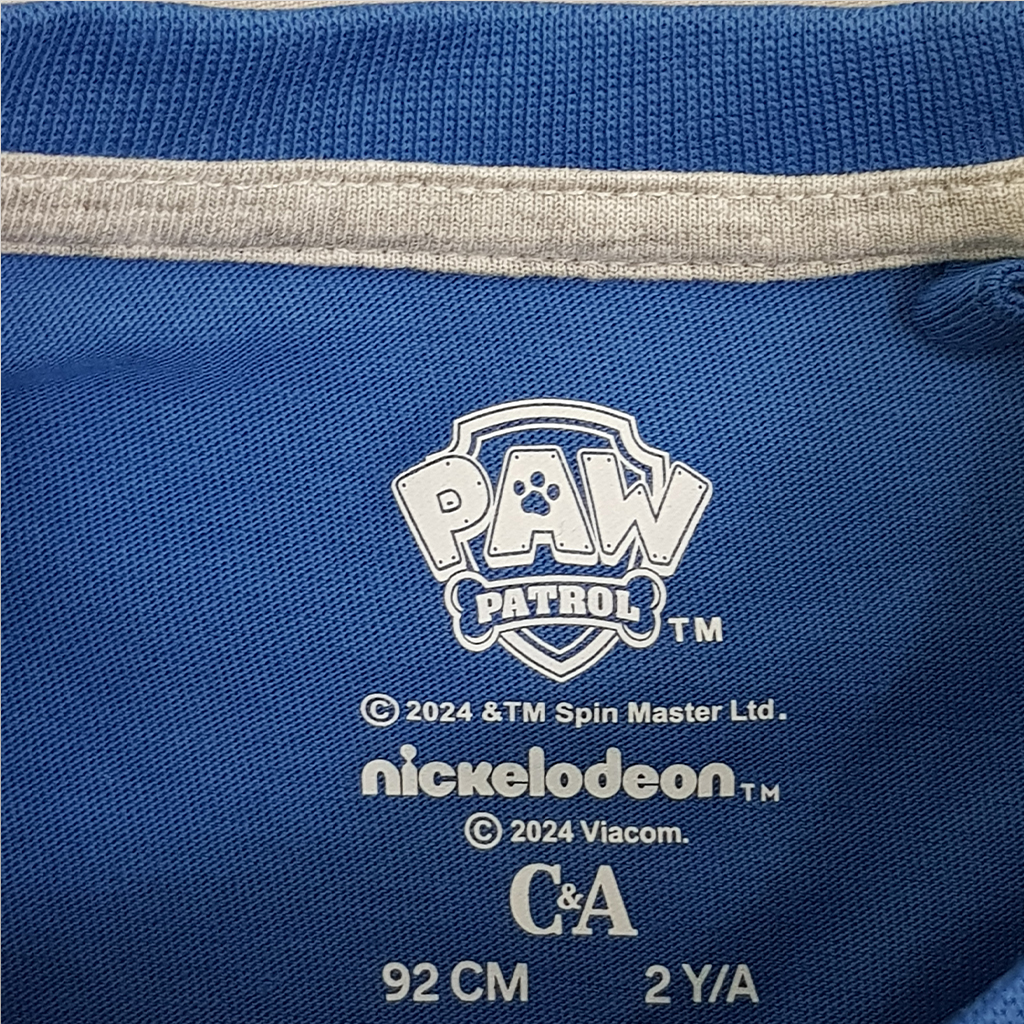 PAW
PATROL TM
© 2024 &TM Spin Master Ltd.
nickelodeon TM
© 2024 Viacom.
C&A
92 CM 2 Y/A